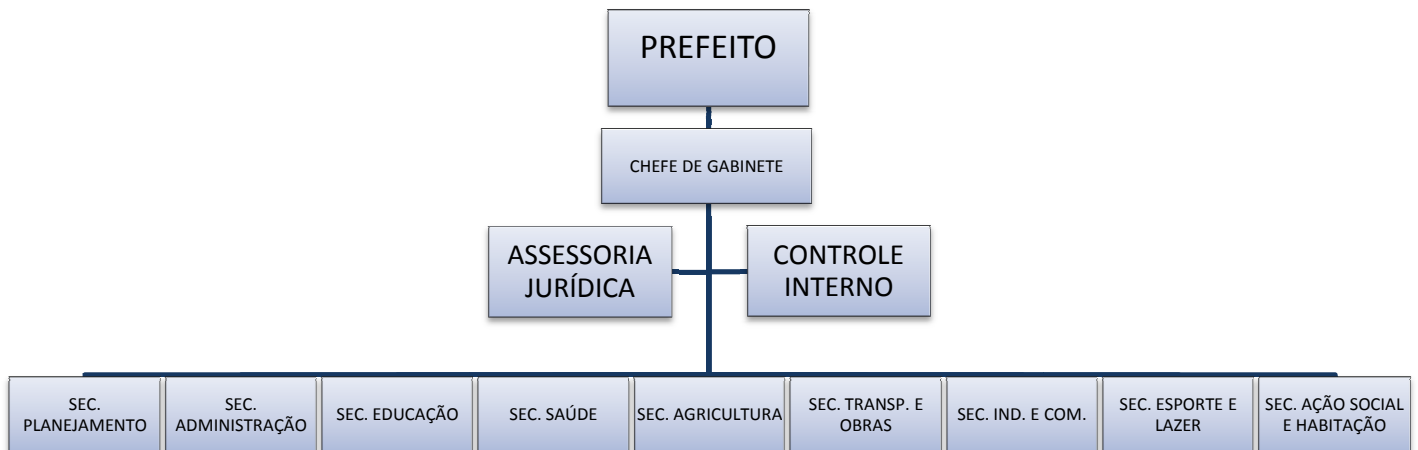 PREFEITO
CHEFE DE GABINETE
ASSESSORIA
JURÍDICA
CONTROLE
INTERNO
SEC.
PLANEJAMENTO
SEC.
ADMINISTRAÇÃO
SEC. EDUCAÇÃO
SEC. SAÚDE
SEC. AGRICULTURA
SEC. TRANSP. E
OBRAS
SEC. IND. E COM.
SEC. ESPORTE E
LAZER
SEC. AÇÃO SOCIAL
E HABITAÇÃO